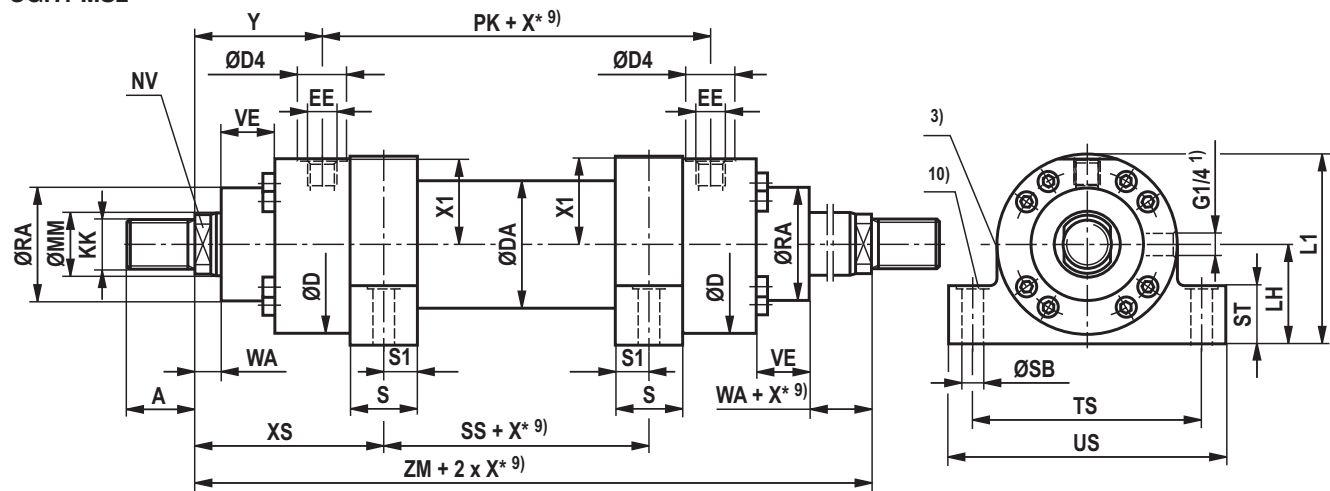 Y
PK + X* 9)
ØD4
ØD4
NV
EE
EE
VE
3)
10)
G1/4 1)
X1
X1
ØRA
ØMM
KK
ØDA
ØRA
ØD
ØD
L1
LH
ST
WA
S1
S1
VE
ØSB
A
S
S
WA + X* 9)
TS
XS
SS + X* 9)
US
ZM + 2 x X* 9)